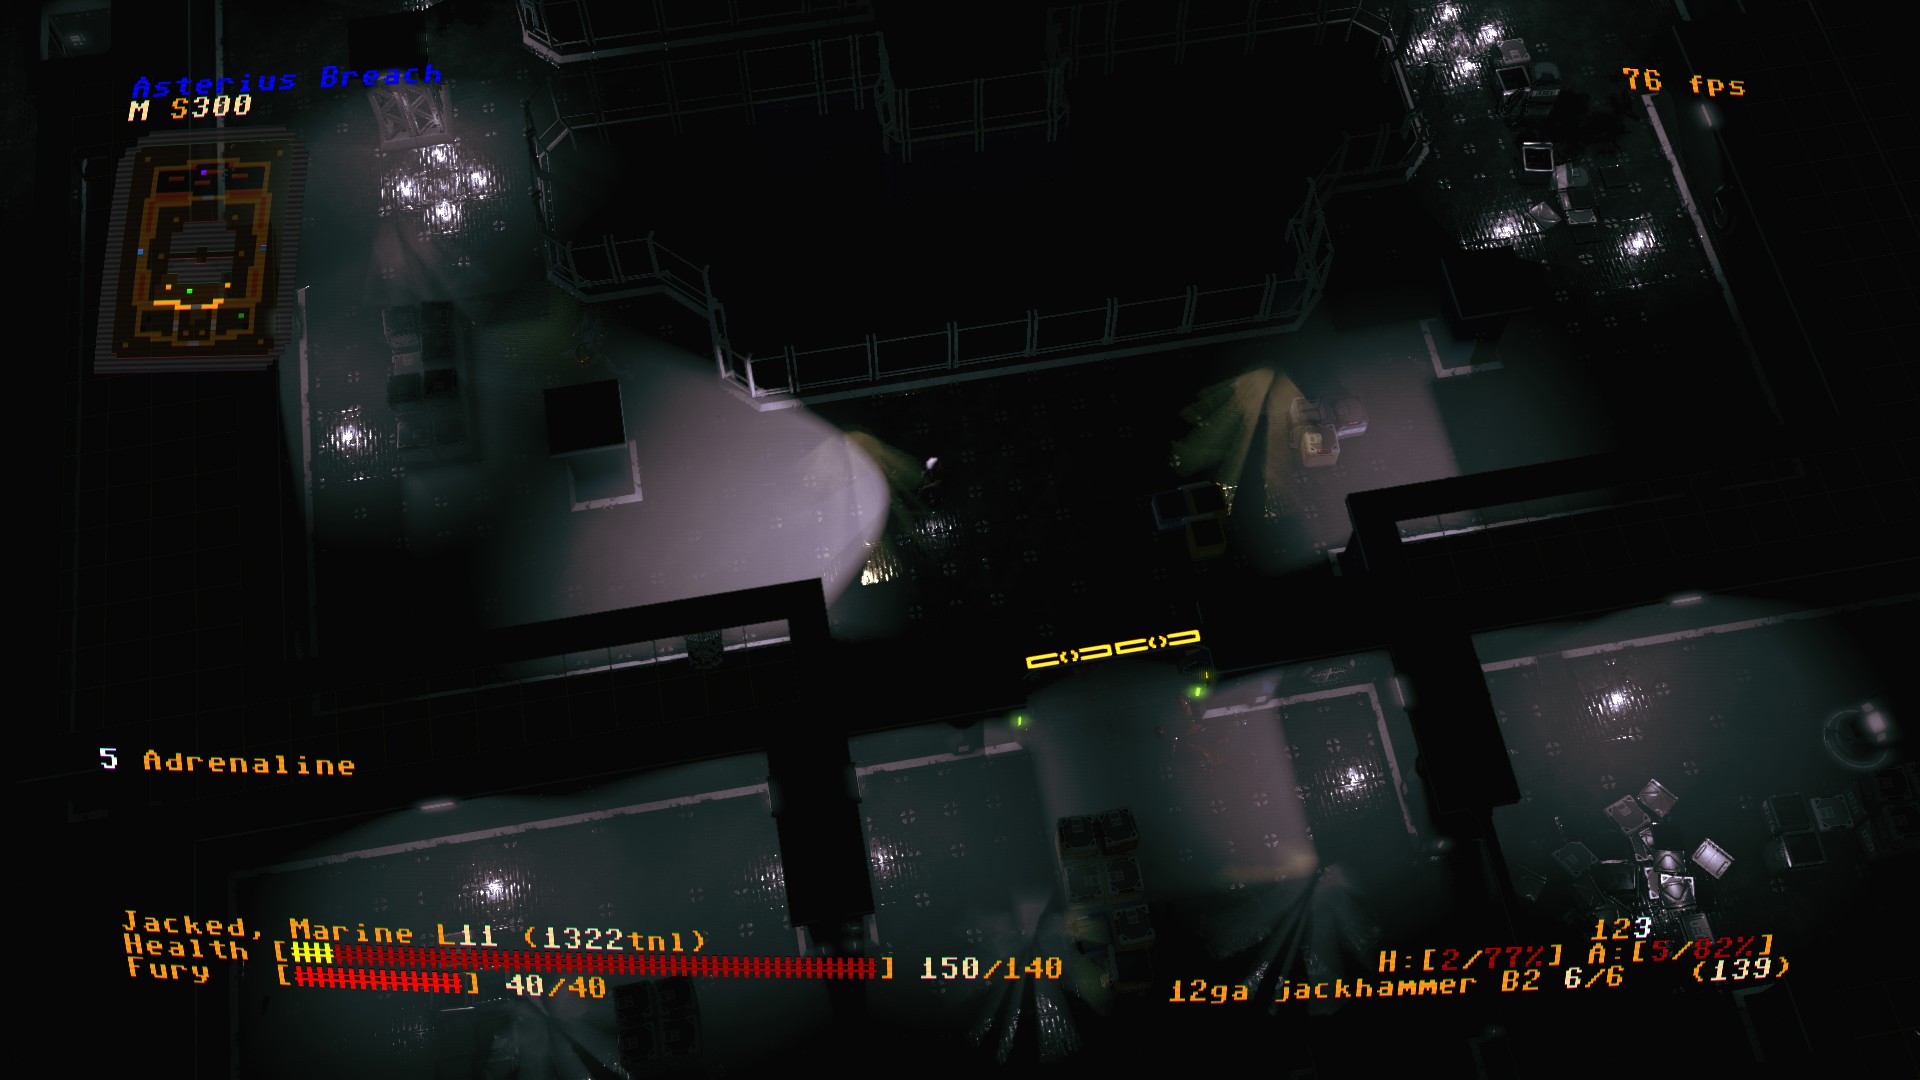 Asterius Breach
M S300
76 fps
5 Adrenaline
Jacked, Marine L11 (1322tnl)
Health [##################################################] 150/140
Fury [###############] 40/40
123
H:[2/77%] A:[5/82%]
12ga jackhammer B2 6/6 (139)